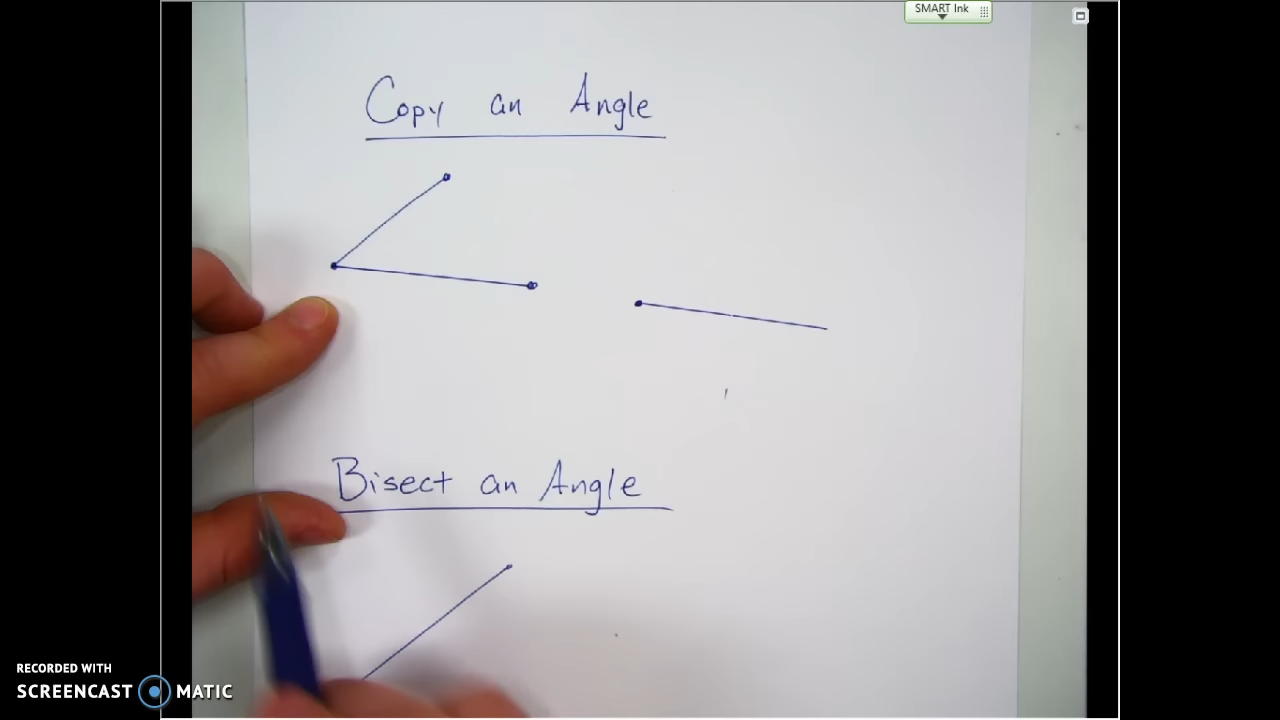 SMART Ink
Copy an Angle
Bisect an Angle
RECORDED WITH
SCREENCAST MATIC